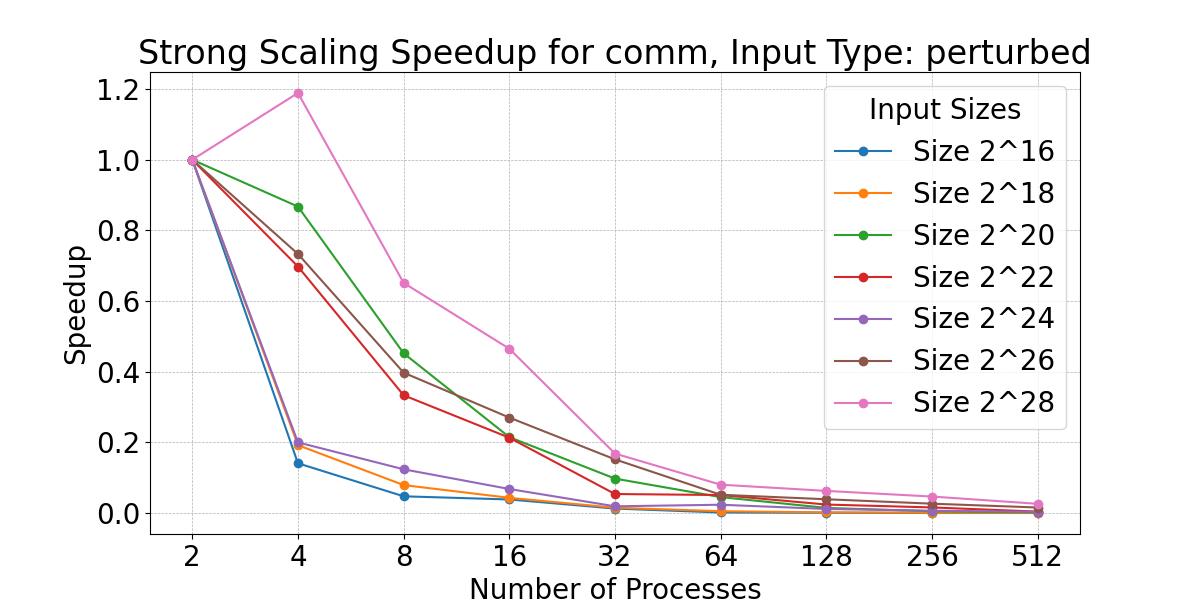 Strong Scaling Speedup for comm, Input Type: perturbed
Speedup
1.2
1.0
0.8
0.6
0.4
0.2
0.0
Input Sizes
Size 2^16
Size 2^18
Size 2^20
Size 2^22
Size 2^24
Size 2^26
Size 2^28
2 4 8 16 32 64 128 256 512
Number of Processes